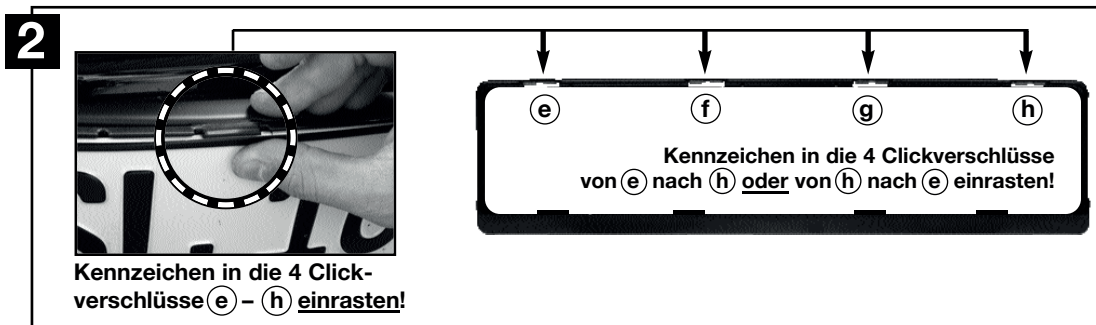 2
e f g h
Kennzeichen in die 4 Clickverschlüsse
von e nach h oder von h nach e einrasten!
Kennzeichen in die 4 Click-
verschlüsse e – h einrasten!